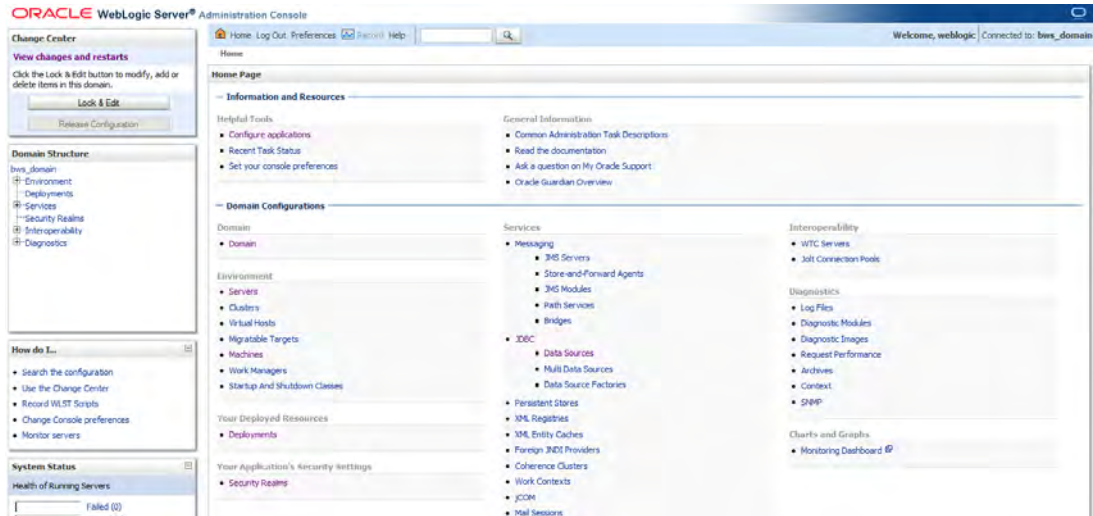 ORACLE WebLogic Server® Administration Console
Change Center
View changes and restarts
Click the Lock & Edit button to modify, add or
delete items in this domain.
Lock & Edit
Release Configuration
Domain Structure
bws_domain
Environment
Deployments
Services
Security Realms
Interoperability
Diagnostics
How do I...
Search the configuration
Use the Change Center
Record WLST Scripts
Change Console preferences
Monitor servers
System Status
Health of Running Servers
Failed (0)
Home Log Out Preferences Record Help
Welcome, weblogic Connected to: bws_domain
Home
Home Page
Information and Resources
Helpful Tools
Configure applications
Recent Task Status
Set your console preferences
General Information
Common Administration Task Descriptions
Read the documentation
Ask a question on My Oracle Support
Oracle Guardian Overview
Domain Configurations
Domain
Domain
Environment
Servers
Clusters
Virtual Hosts
Migratable Targets
Machines
Work Managers
Startup And Shutdown Classes
Your Deployed Resources
Deployments
Your Application's Security Settings
Security Realms
Services
Messaging
JMS Servers
Store-and-Forward Agents
JMS Modules
Path Services
Bridges
JDBC
Data Sources
Multi Data Sources
Data Source Factories
Persistent Stores
XML Registries
XML Entity Caches
Foreign JNDI Providers
Coherence Clusters
Work Contexts
jCOM
Mail Sessions
Interoperability
WTC Servers
Jolt Connection Pools
Diagnostics
Log Files
Diagnostic Modules
Diagnostic Images
Request Performance
Archives
Context
SNMP
Charts and Graphs
Monitoring Dashboard